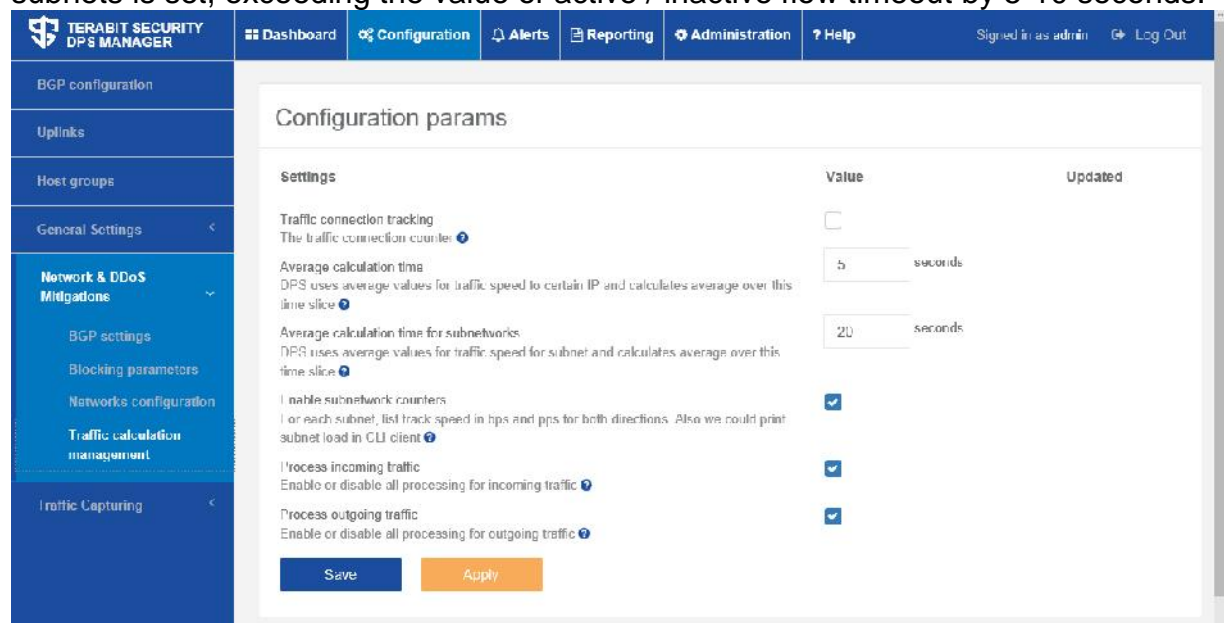 subnets is set, exceeding the value of active / inactive flow timeout by 5-10 seconds.
TERABIT SECURITY
DPS MANAGER
Dashboard
Configuration
Alerts
Reporting
Administration
? Help
Signed in as admin
Log Out
BGP configuration
Uplinks
Host groups
General Settings
Network & DDoS
Mitigations
BGP settings
Blocking parameters
Networks configuration
Traffic calculation
management
Traffic Capturing
Configuration params
Settings Value Updated
Traffic connection tracking
The traffic connection counter
Average calculation time
DPS uses average values for traffic speed to certain IP and calculates average over this
time slice
5 seconds
Average calculation time for subnetworks
DPS uses average values for traffic speed for subnet and calculates average over this
time slice
20 seconds
Enable subnetwork counters
For each subnet, list track speed in bps and pps for both directions. Also we could print
subnet load in CLI client
Process incoming traffic
Enable or disable all processing for incoming traffic
Process outgoing traffic
Enable or disable all processing for outgoing traffic
Save
Apply